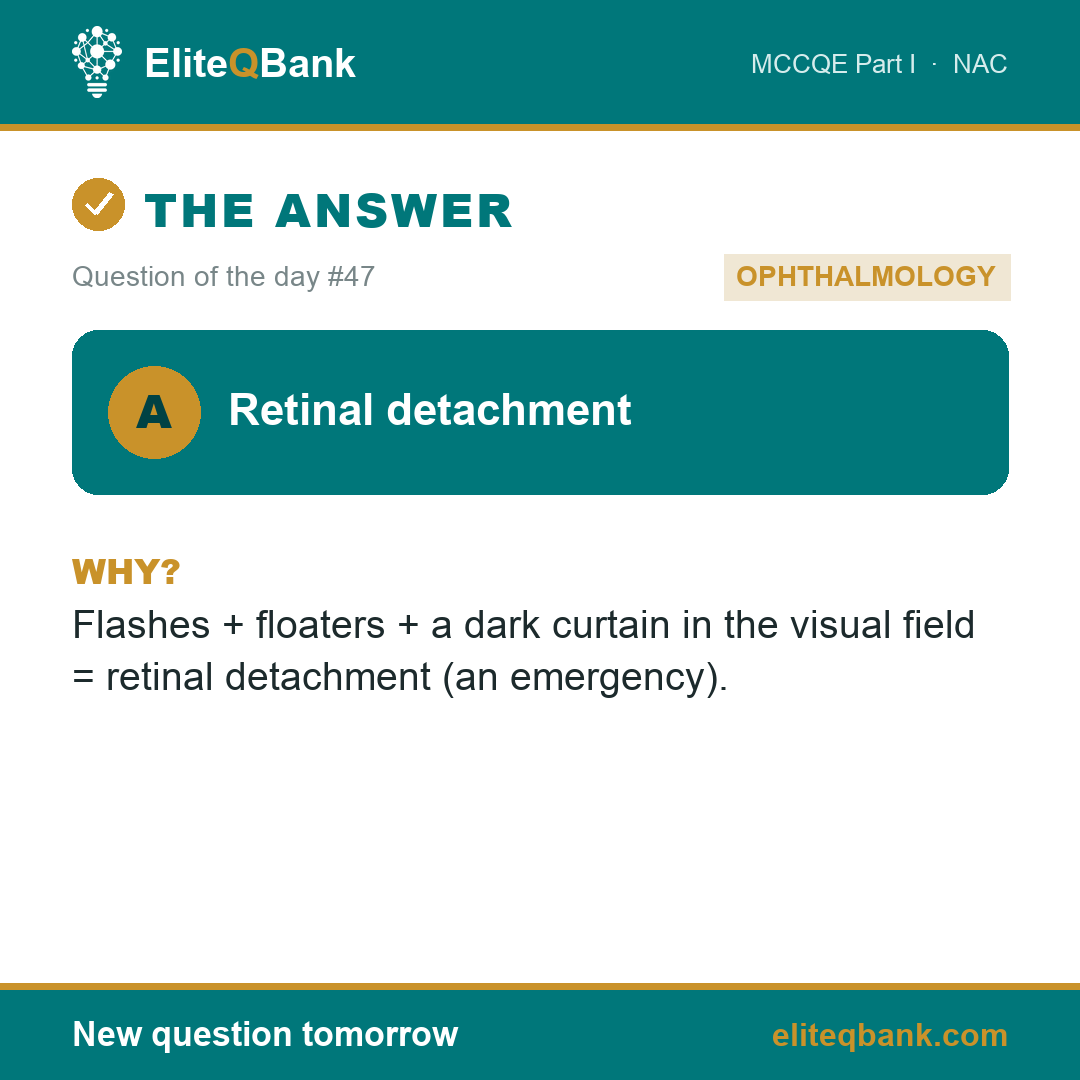 EliteQBank
MCCQE Part I · NAC
THE ANSWER
Question of the day #47
OPHTHALMOLOGY
A
Retinal detachment
WHY?
Flashes + floaters + a dark curtain in the visual field
= retinal detachment (an emergency).
New question tomorrow
eliteqbank.com